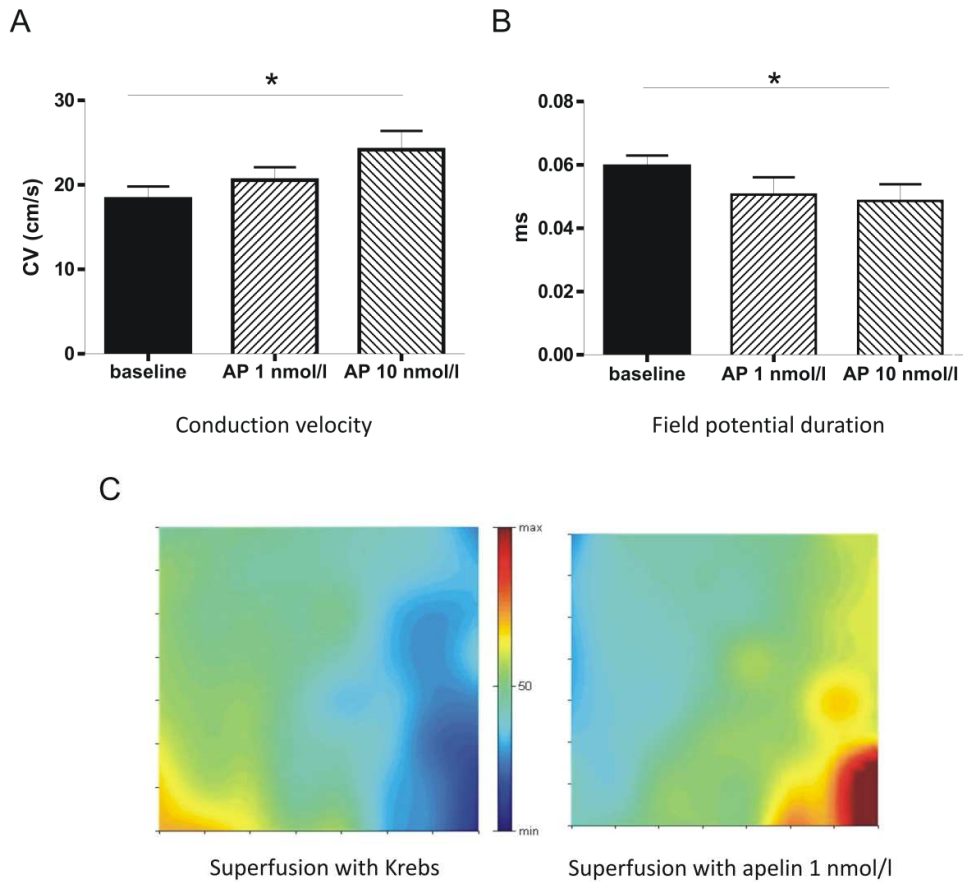 A
B
*
*
30
20
10
0
CV (cm/s)
baseline
AP 1 nmol/l
AP 10 nmol/l
Conduction velocity
0.08
0.06
0.04
0.02
0.00
ms
baseline
AP 1 nmol/l
AP 10 nmol/l
Field potential duration
C
max
50
min
Superfusion with Krebs
Superfusion with apelin 1 nmol/l